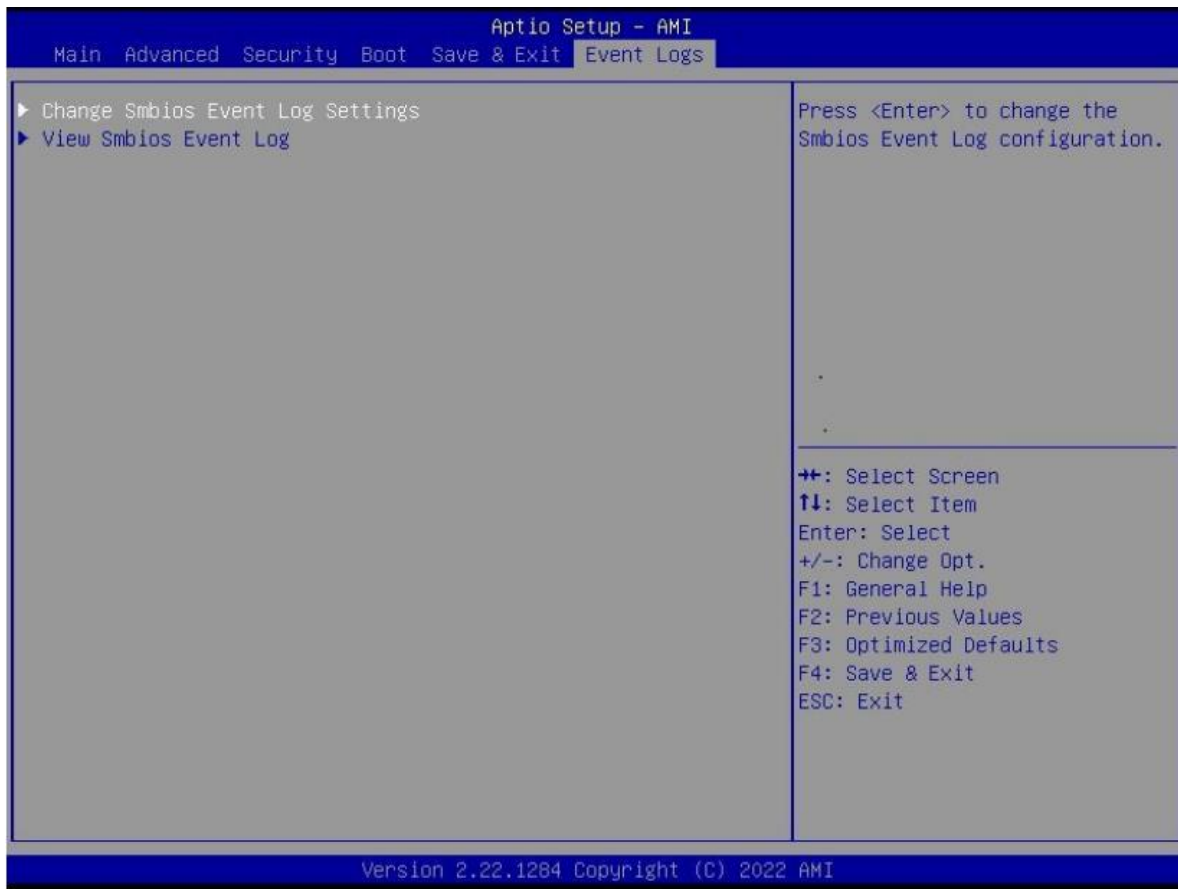 Aptio Setup - AMI
Main Advanced Security Boot Save & Exit Event Logs
▶ Change Smbios Event Log Settings
▶ View Smbios Event Log
Press <Enter> to change the
Smbios Event Log configuration.
→←: Select Screen
↑↓: Select Item
Enter: Select
+/-: Change Opt.
F1: General Help
F2: Previous Values
F3: Optimized Defaults
F4: Save & Exit
ESC: Exit
Version 2.22.1284 Copyright (C) 2022 AMI